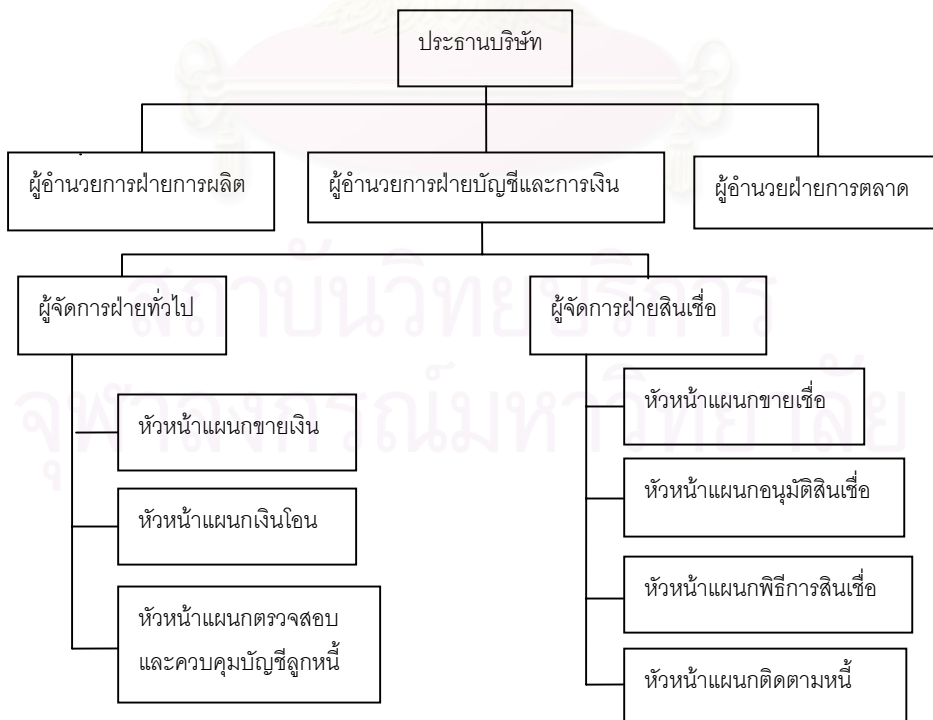 ประธานบริษัท
ผู้อำนวยการฝ่ายการผลิต
ผู้อำนวยการฝ่ายบัญชีและการเงิน
ผู้อำนวยฝ่ายการตลาด
ผู้จัดการฝ่ายทั่วไป
ผู้จัดการฝ่ายสินเชื่อ
หัวหน้าแผนกขายเงิน
หัวหน้าแผนกเงินโอน
หัวหน้าแผนกตรวจสอบ
และควบคุมบัญชีลูกหนี้
หัวหน้าแผนกขายเชื่อ
หัวหน้าแผนกอนุมัติสินเชื่อ
หัวหน้าแผนกพิธีการสินเชื่อ
หัวหน้าแผนกติดตามหนี้
สถาบันวิทยบริการ
จุฬาลงกรณ์มหาวิทยาลัย